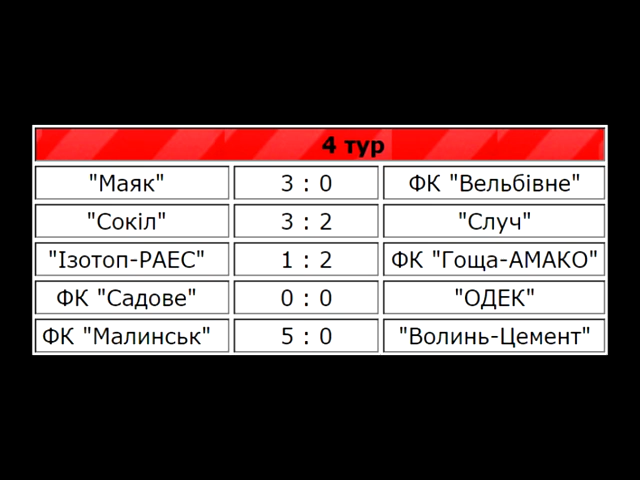 4 тур
"Маяк" 3 : 0 ФК "Вельбівне"
"Сокіл" 3 : 2 "Случ"
"Ізотоп-РАЕС" 1 : 2 ФК "Гоща-АМАКО"
ФК "Садове" 0 : 0 "ОДЕК"
ФК "Малинськ" 5 : 0 "Волинь-Цемент"